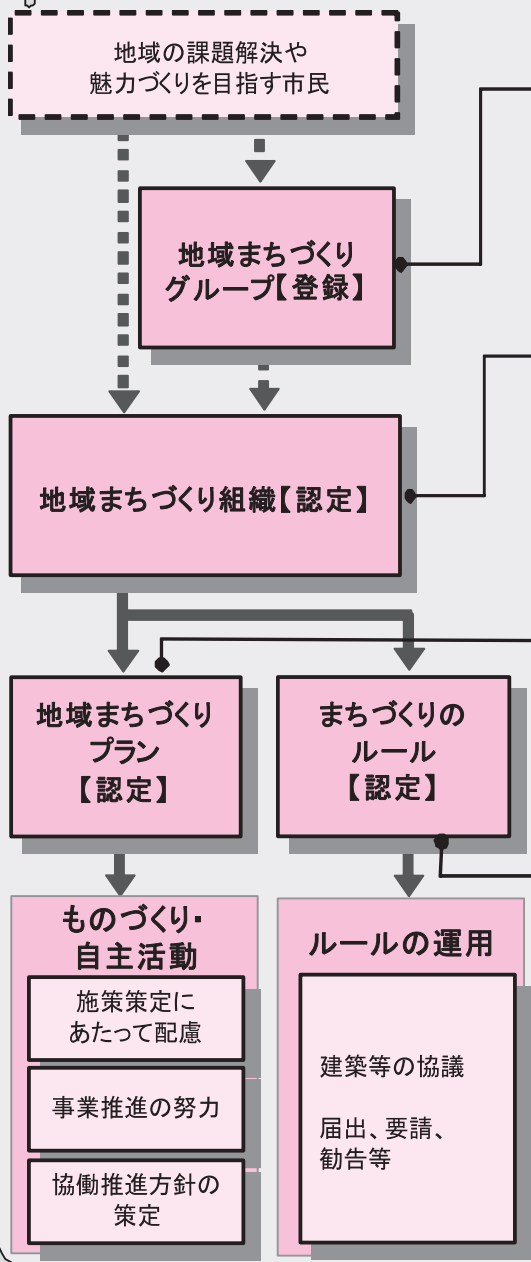 地域の課題解決や
魅力づくりを目指す市民
地域まちづくり
グループ【登録】
地域まちづくり組織【認定】
地域まちづくり
プラン
【認定】
まちづくりの
ルール
【認定】
ものづくり・
自主活動
施策策定に
あたって配慮
事業推進の努力
協働推進方針の
策定
ルールの運用
建築等の協議
届出、要請、
勧告等